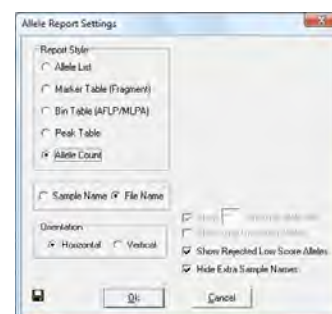 Allele Report Settings
Report Style
Allele List
Marker Table (Fragment)
Bin Table (AFLP/MLPA)
Peak Table
Allele Count
Sample Name File Name
Orientation
Horizontal Vertical
Show Rejected Low Score Alleles
Hide Extra Sample Names
Ok Cancel